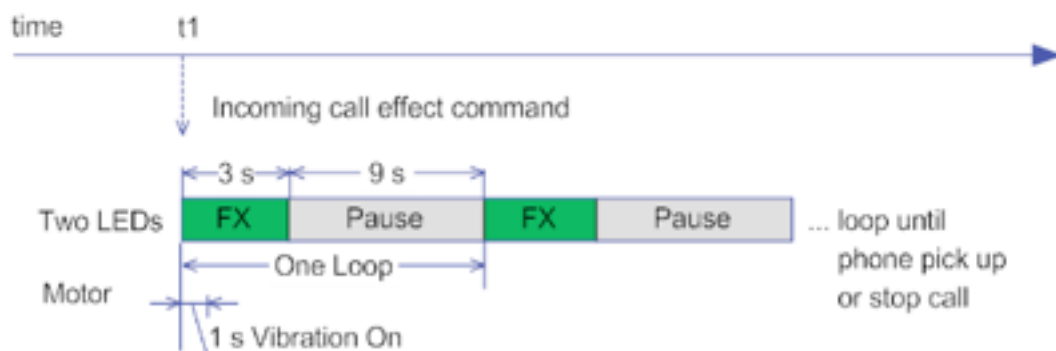 time t1
Incoming call effect command
3 s 9 s
Two LEDs FX Pause FX Pause ... loop until
phone pick up
or stop call
One Loop
Motor
1 s Vibration On